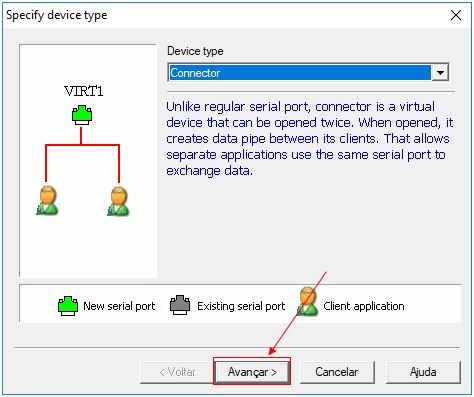 Specify device type
Device type
Connector
VIRT1
Unlike regular serial port, connector is a virtual
device that can be opened twice. When opened, it
creates data pipe between its clients. That allows
separate applications use the same serial port to
exchange data.
New serial port
Existing serial port
Client application
< Voltar
Avançar >
Cancelar
Ajuda